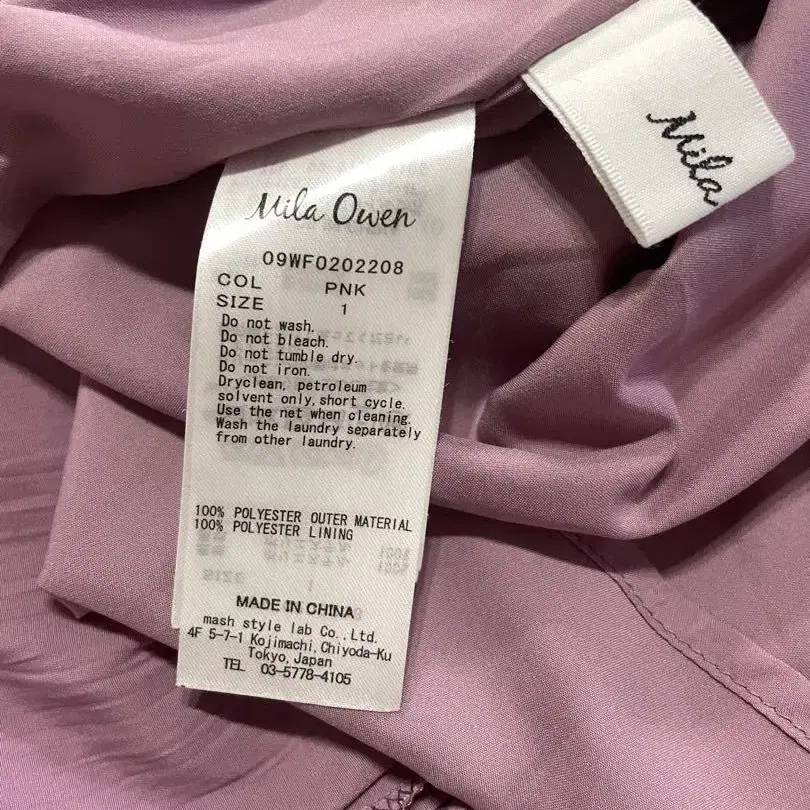 Mila
Mila Owen
09WF0202208
COL PNK
SIZE 1
Do not wash.
Do not bleach.
Do not tumble dry.
Do not iron.
Dryclean, petroleum
solvent only,short cycle.
Use the net when cleaning.
Wash the laundry separately
from other laundry.
100% POLYESTER OUTER MATERIAL
100% POLYESTER LINING
MADE IN CHINA
mash style lab Co.,Ltd.
4F 5-7-1 Kojimachi,Chiyoda-Ku
Tokyo,Japan
TEL 03-5778-4105